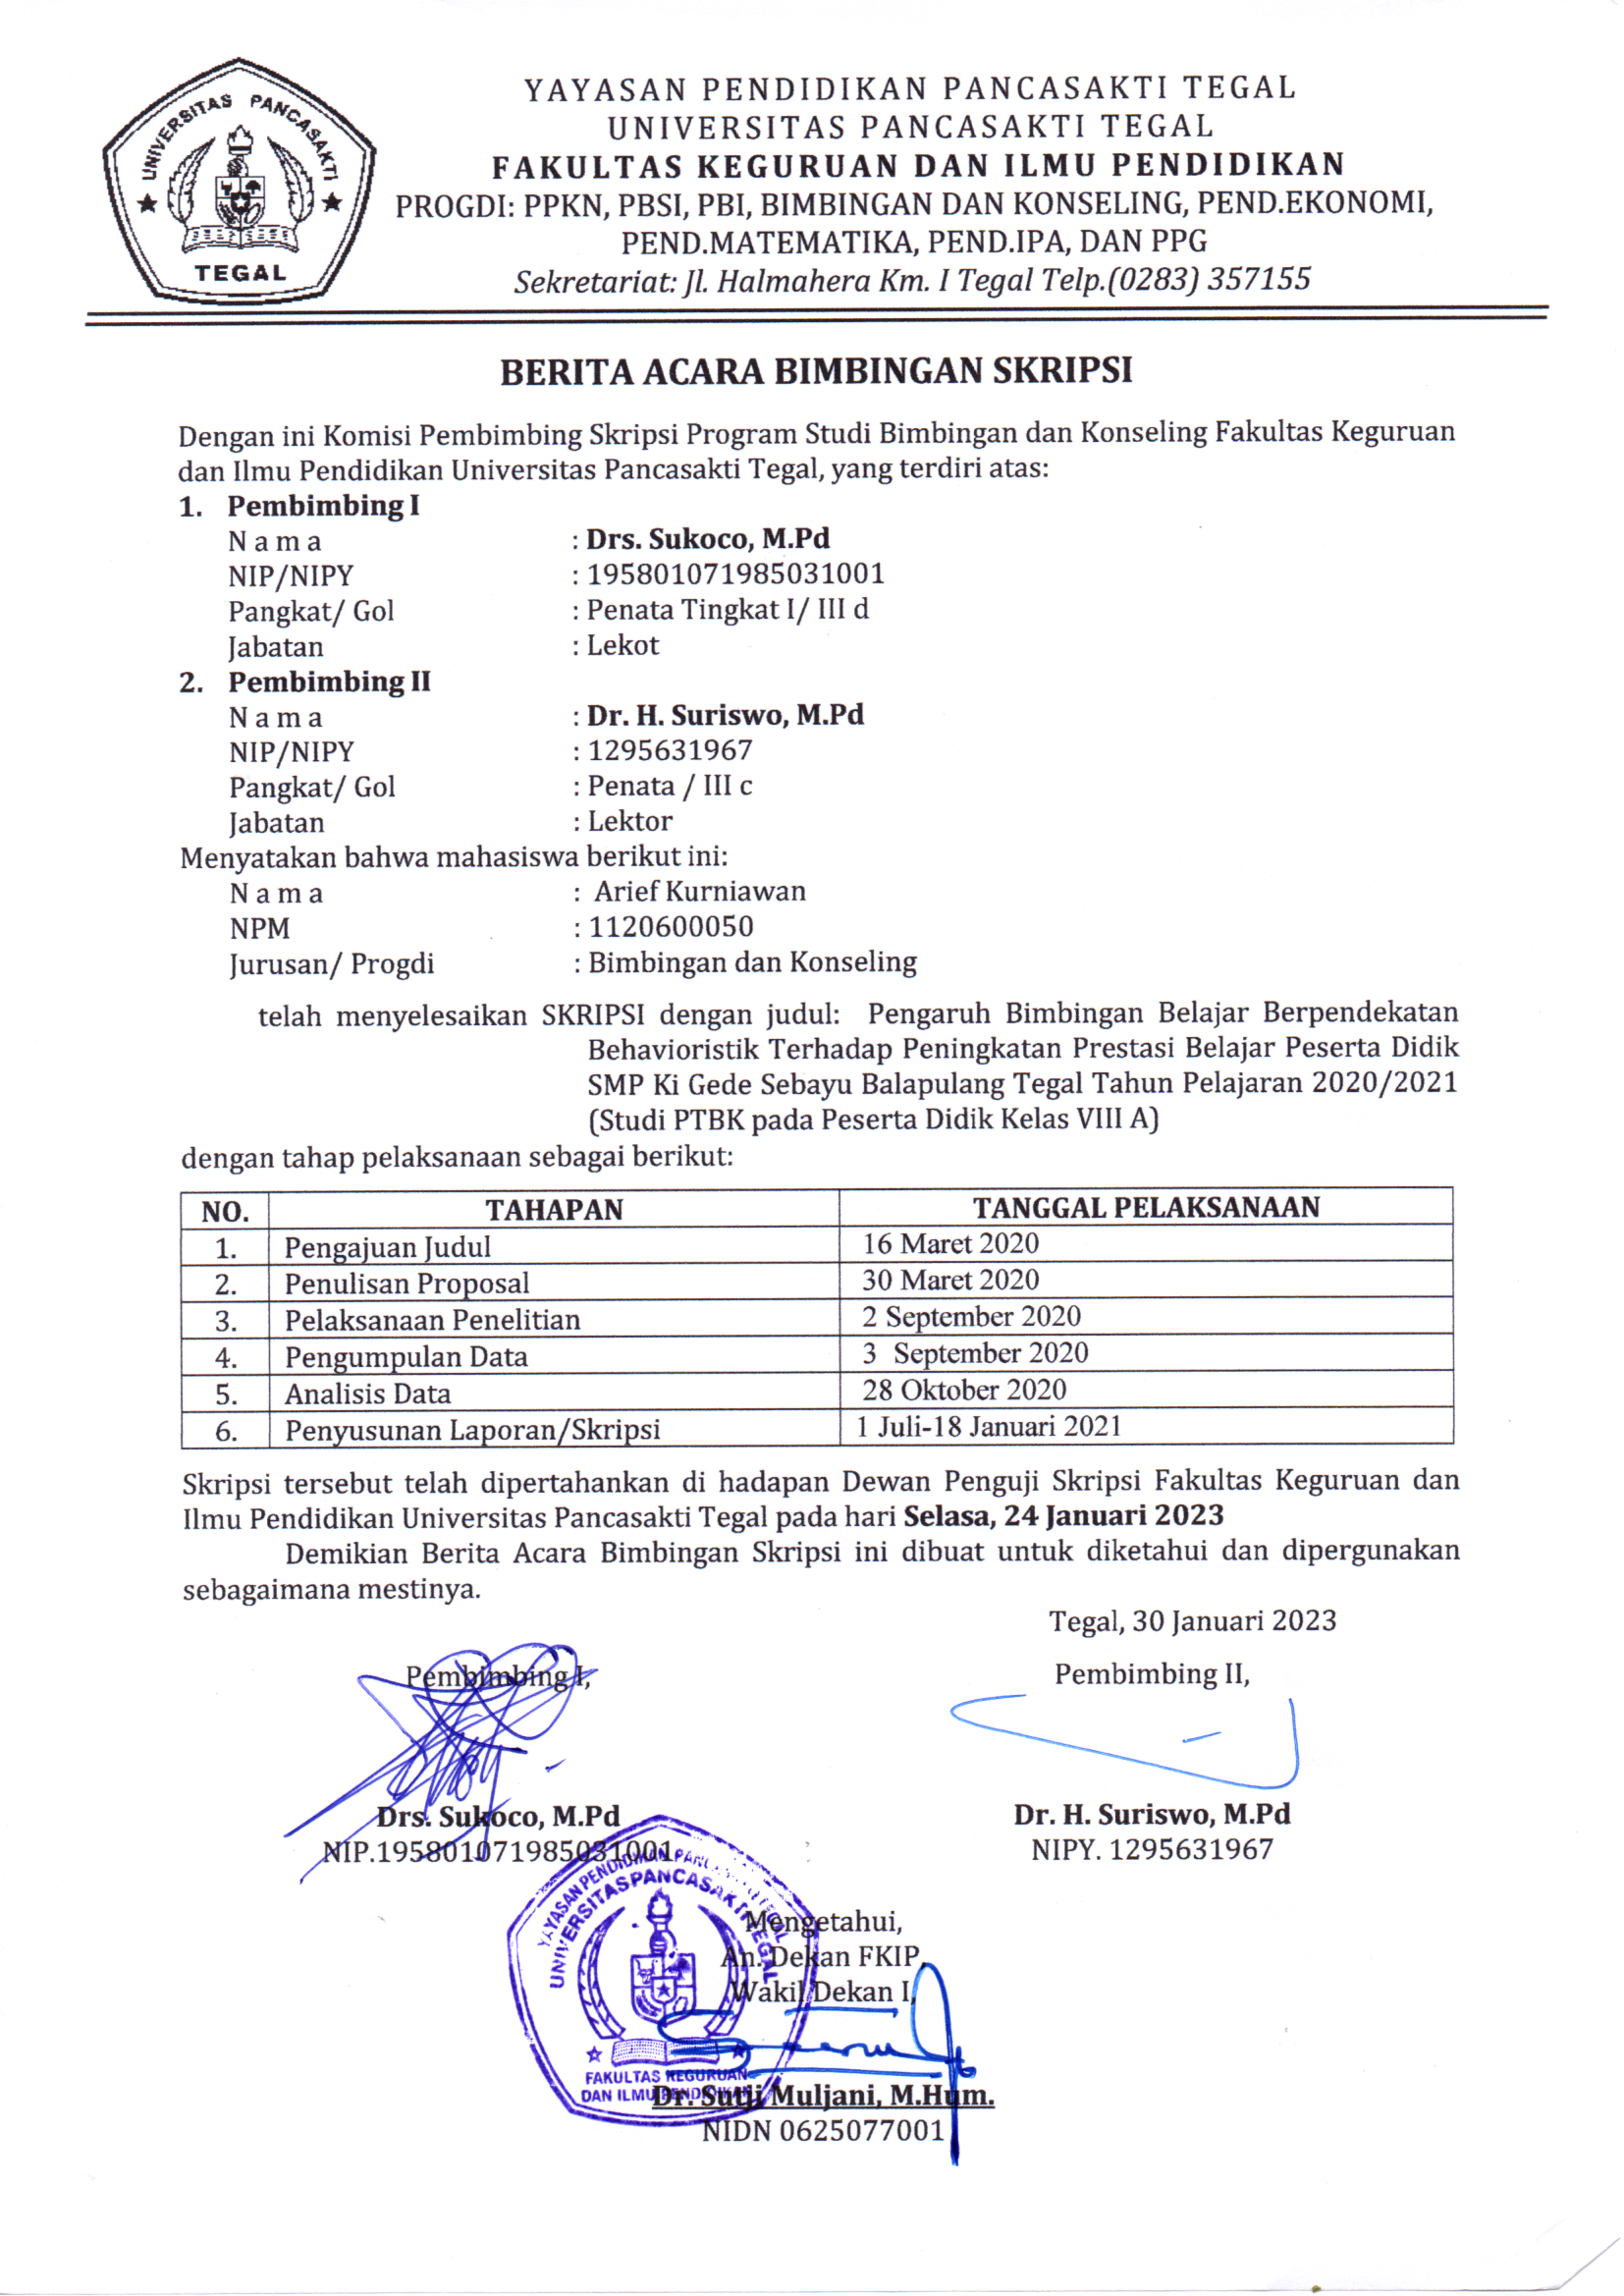 UNIVERSITAS PANCASAKTI
TEGAL
YAYASAN PENDIDIKAN PANCASAKTI TEGAL
UNIVERSITAS PANCASAKTI TEGAL
FAKULTAS KEGURUAN DAN ILMU PENDIDIKAN
PROGDI: PPKN, PBSI, PBI, BIMBINGAN DAN KONSELING, PEND.EKONOMI,
PEND.MATEMATIKA, PEND.IPA, DAN PPG
Sekretariat: Jl. Halmahera Km. I Tegal Telp.(0283) 357155
BERITA ACARA BIMBINGAN SKRIPSI
Dengan ini Komisi Pembimbing Skripsi Program Studi Bimbingan dan Konseling Fakultas Keguruan
dan Ilmu Pendidikan Universitas Pancasakti Tegal, yang terdiri atas:
1. Pembimbing I
N a m a : Drs. Sukoco, M.Pd
NIP/NIPY : 195801071985031001
Pangkat/ Gol : Penata Tingkat I/ III d
Jabatan : Lekot
2. Pembimbing II
N a m a : Dr. H. Suriswo, M.Pd
NIP/NIPY : 1295631967
Pangkat/ Gol : Penata / III c
Jabatan : Lektor
Menyatakan bahwa mahasiswa berikut ini:
N a m a : Arief Kurniawan
NPM : 1120600050
Jurusan/ Progdi : Bimbingan dan Konseling
telah menyelesaikan SKRIPSI dengan judul: Pengaruh Bimbingan Belajar Berpendekatan
Behavioristik Terhadap Peningkatan Prestasi Belajar Peserta Didik
SMP Ki Gede Sebayu Balapulang Tegal Tahun Pelajaran 2020/2021
(Studi PTBK pada Peserta Didik Kelas VIII A)
dengan tahap pelaksanaan sebagai berikut:
NO. TAHAPAN TANGGAL PELAKSANAAN
1. Pengajuan Judul 16 Maret 2020
2. Penulisan Proposal 30 Maret 2020
3. Pelaksanaan Penelitian 2 September 2020
4. Pengumpulan Data 3 September 2020
5. Analisis Data 28 Oktober 2020
6. Penyusunan Laporan/Skripsi 1 Juli-18 Januari 2021
Skripsi tersebut telah dipertahankan di hadapan Dewan Penguji Skripsi Fakultas Keguruan dan
Ilmu Pendidikan Universitas Pancasakti Tegal pada hari Selasa, 24 Januari 2023
Demikian Berita Acara Bimbingan Skripsi ini dibuat untuk diketahui dan dipergunakan
sebagaimana mestinya.
Tegal, 30 Januari 2023
Pembimbing I, Pembimbing II,
Drs. Sukoco, M.Pd Dr. H. Suriswo, M.Pd
NIP.195801071985031001 NIPY. 1295631967
YAYASAN PENDIDIKAN PANCASAKTI TEGAL
UNIVERSITAS PANCASAKTI TEGAL
FAKULTAS KEGURUAN
DAN ILMU PENDIDIKAN
Mengetahui,
An. Dekan FKIP,
Wakil Dekan I,
Dr. Sutji Muljani, M.Hum.
NIDN 0625077001